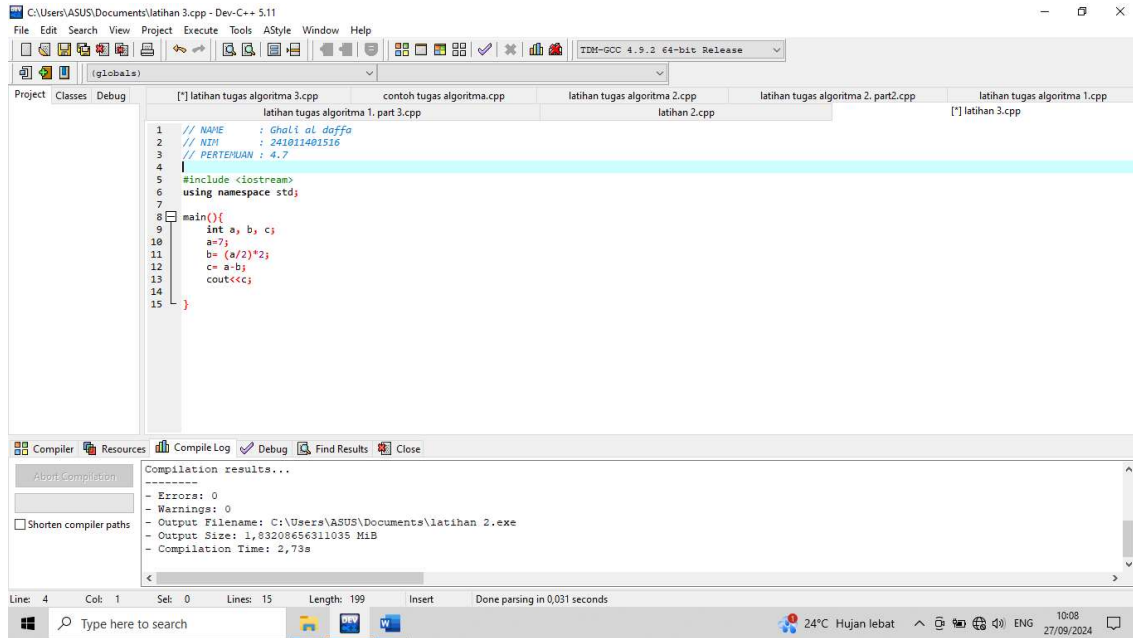 C:\Users\ASUS\Documents\latihan 3.cpp - Dev-C++ 5.11
File Edit Search View Project Execute Tools AStyle Window Help
TDM-GCC 4.9.2 64-bit Release
(globals)
Project Classes Debug
[*] latihan tugas algoritma 3.cpp contoh tugas algoritma.cpp latihan tugas algoritma 2.cpp latihan tugas algoritma 2. part2.cpp latihan tugas algoritma 1.cpp
latihan tugas algoritma 1. part 3.cpp latihan 2.cpp [*] latihan 3.cpp
1 // NAME : Ghali al daffa
2 // NIM : 241011401516
3 // PERTEMUAN : 4.7
4
5 #include <iostream>
6 using namespace std;
7
8 main(){
9 int a, b, c;
10 a=7;
11 b= (a/2)*2;
12 c= a-b;
13 cout<<c;
14
15 }
Compiler Resources Compile Log Debug Find Results Close
Abort Compilation
Shorten compiler paths
Compilation results...
--------
- Errors: 0
- Warnings: 0
- Output Filename: C:\Users\ASUS\Documents\latihan 2.exe
- Output Size: 1,83208656311035 MiB
- Compilation Time: 2,73s
Line: 4 Col: 1 Sel: 0 Lines: 15 Length: 199 Insert Done parsing in 0,031 seconds
Type here to search
DEV
W
24°C Hujan lebat
ENG
10:08
27/09/2024